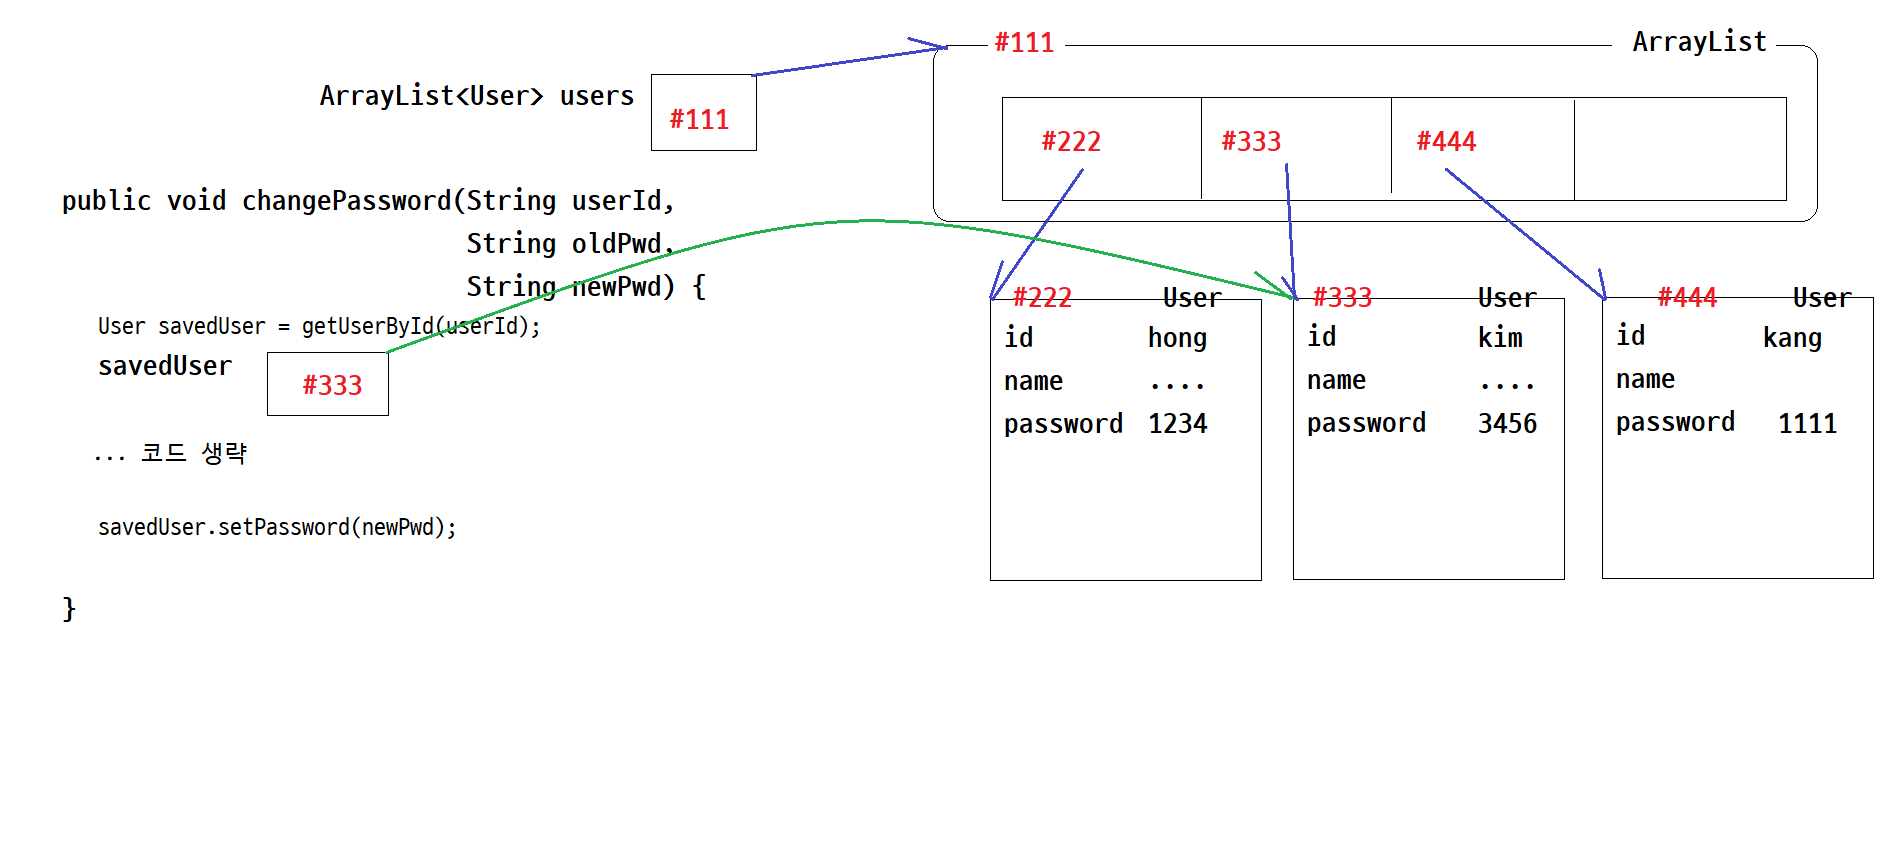 #111 ArrayList
ArrayList<User> users
#111
#222 #333 #444
public void changePassword(String userId,
String oldPwd,
String newPwd) {
User savedUser = getUserById(userId);
savedUser
#333
... 코드 생략
savedUser.setPassword(newPwd);
}
#222 User
id hong
name ....
password 1234
#333 User
id kim
name ....
password 3456
#444 User
id kang
name
password 1111